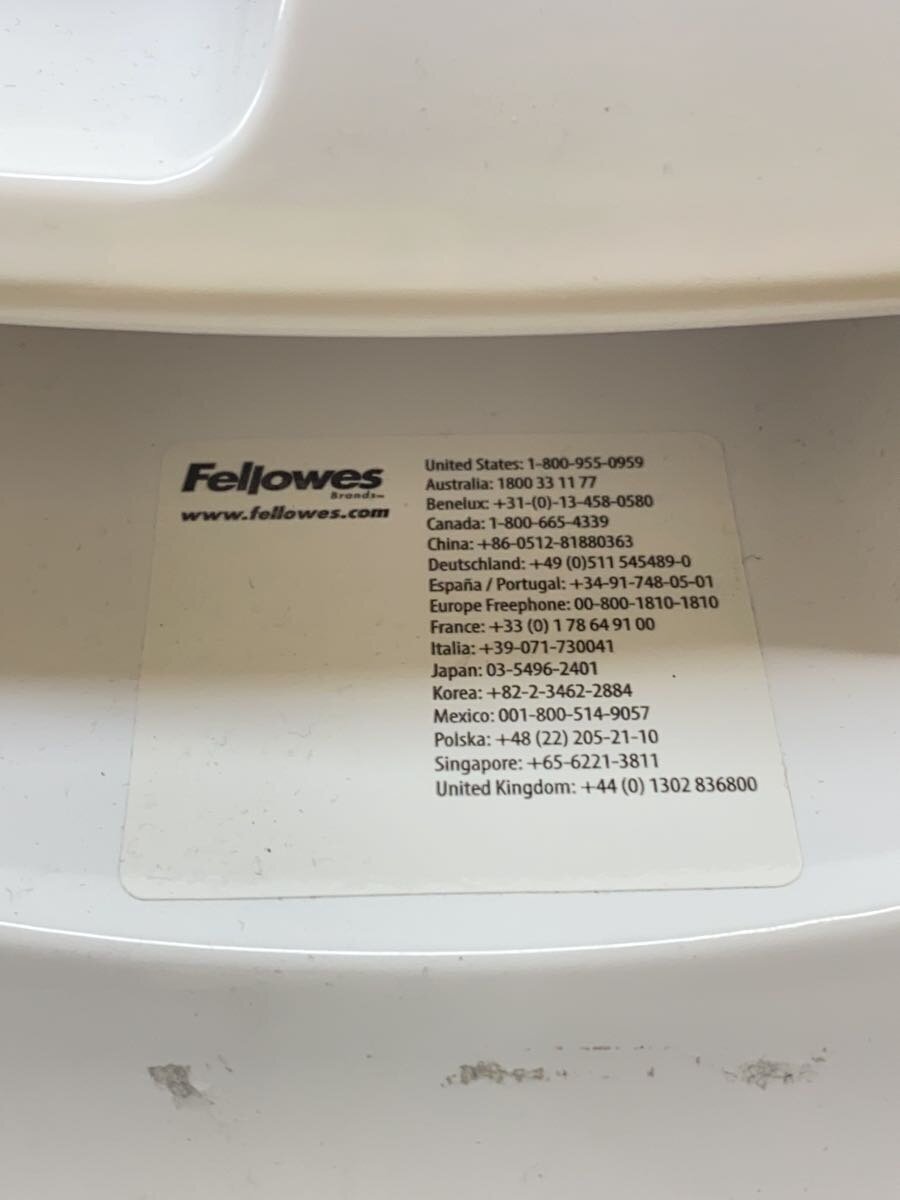 Fellowes
Brands™
www.fellowes.com
United States: 1-800-955-0959
Australia: 1800 33 11 77
Benelux: +31-(0)-13-458-0580
Canada: 1-800-665-4339
China: +86-0512-81880363
Deutschland: +49 (0)511 545489-0
España / Portugal: +34-91-748-05-01
Europe Freephone: 00-800-1810-1810
France: +33 (0) 1 78 64 91 00
Italia: +39-071-730041
Japan: 03-5496-2401
Korea: +82-2-3462-2884
Mexico: 001-800-514-9057
Polska: +48 (22) 205-21-10
Singapore: +65-6221-3811
United Kingdom: +44 (0) 1302 836800